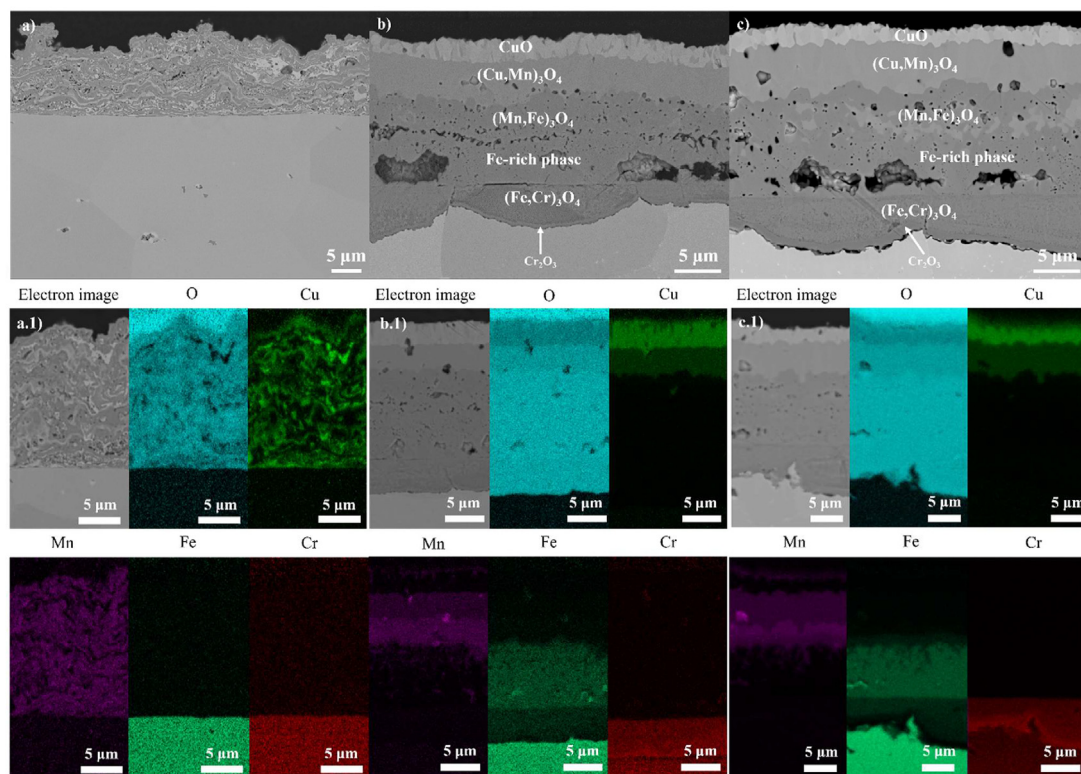 a)
b)
c)
CuO
CuO
(Cu,Mn)₃O₄
(Cu,Mn)₃O₄
(Mn,Fe)₃O₄
(Mn,Fe)₃O₄
Fe-rich phase
Fe-rich phase
(Fe,Cr)₃O₄
(Fe,Cr)₃O₄
Cr₂O₃
Cr₂O₃
5 µm
5 µm
5 µm
Electron image O Cu Electron image O Cu Electron image O Cu
a.1)
b.1)
c.1)
5 µm 5 µm 5 µm 5 µm 5 µm 5 µm 5 µm 5 µm 5 µm
Mn Fe Cr Mn Fe Cr Mn Fe Cr
5 µm 5 µm 5 µm 5 µm 5 µm 5 µm 5 µm 5 µm 5 µm